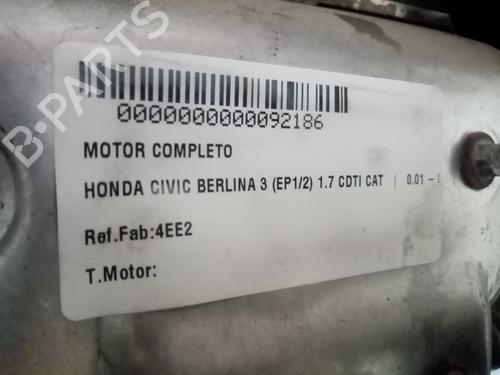 B-PARTS
0000000000092186
MOTOR COMPLETO
HONDA CIVIC BERLINA 3 (EP1/2) 1.7 CDTI CAT | 0.01 –
Ref.Fab:4EE2
T.Motor: